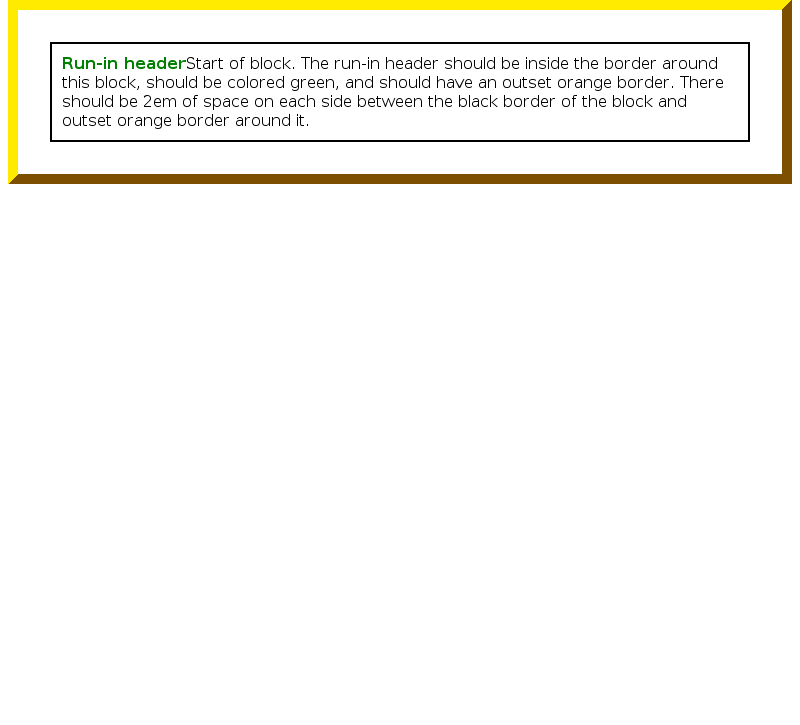 Run-in headerStart of block. The run-in header should be inside the border around
this block, should be colored green, and should have an outset orange border. There
should be 2em of space on each side between the black border of the block and
outset orange border around it.